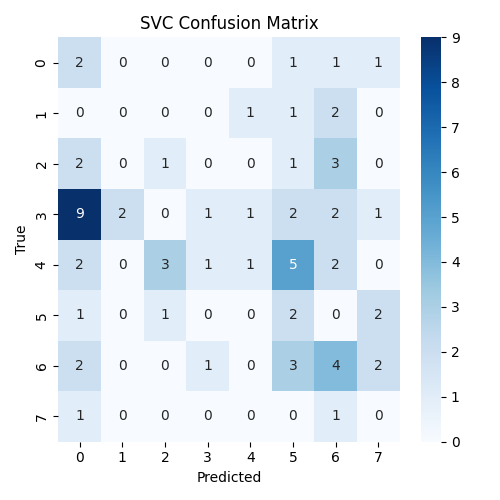 SVC Confusion Matrix
0 2 0 0 0 0 1 1 1
1 0 0 0 0 1 1 2 0
2 2 0 1 0 0 1 3 0
3 9 2 0 1 1 2 2 1
4 2 0 3 1 1 5 2 0
5 1 0 1 0 0 2 0 2
6 2 0 0 1 0 3 4 2
7 1 0 0 0 0 0 1 0
0 1 2 3 4 5 6 7
True
Predicted
9
8
7
6
5
4
3
2
1
0